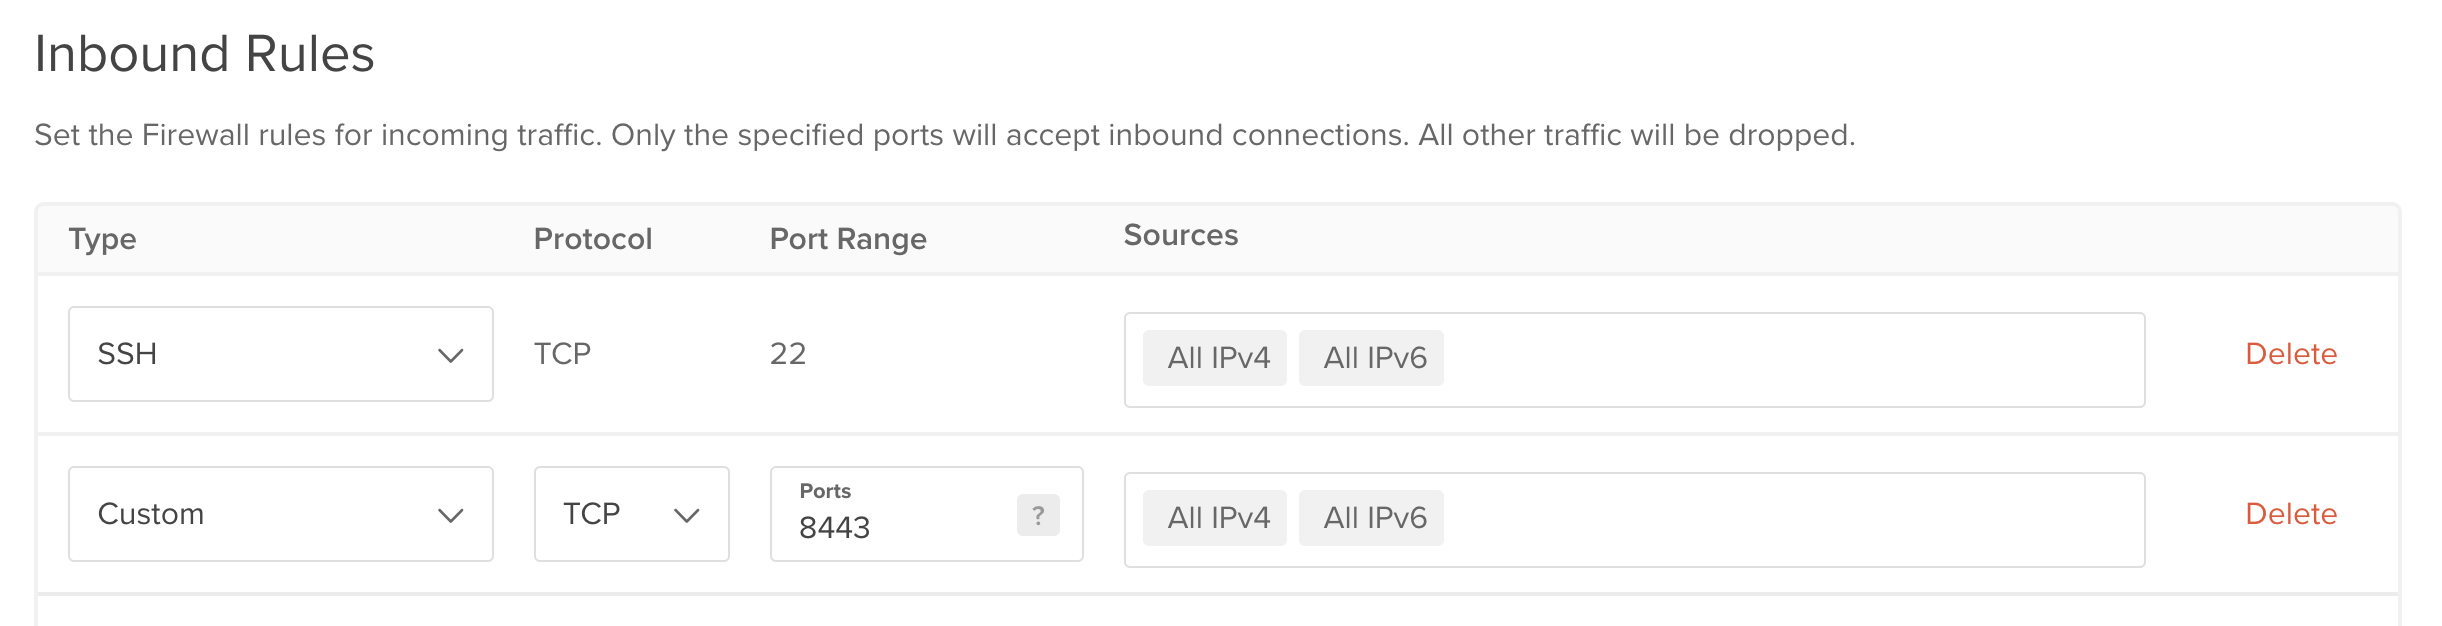 Inbound Rules
Set the Firewall rules for incoming traffic. Only the specified ports will accept inbound connections. All other traffic will be dropped.
Type Protocol Port Range Sources
SSH TCP 22 All IPv4 All IPv6 Delete
Custom TCP Ports 8443 ? All IPv4 All IPv6 Delete